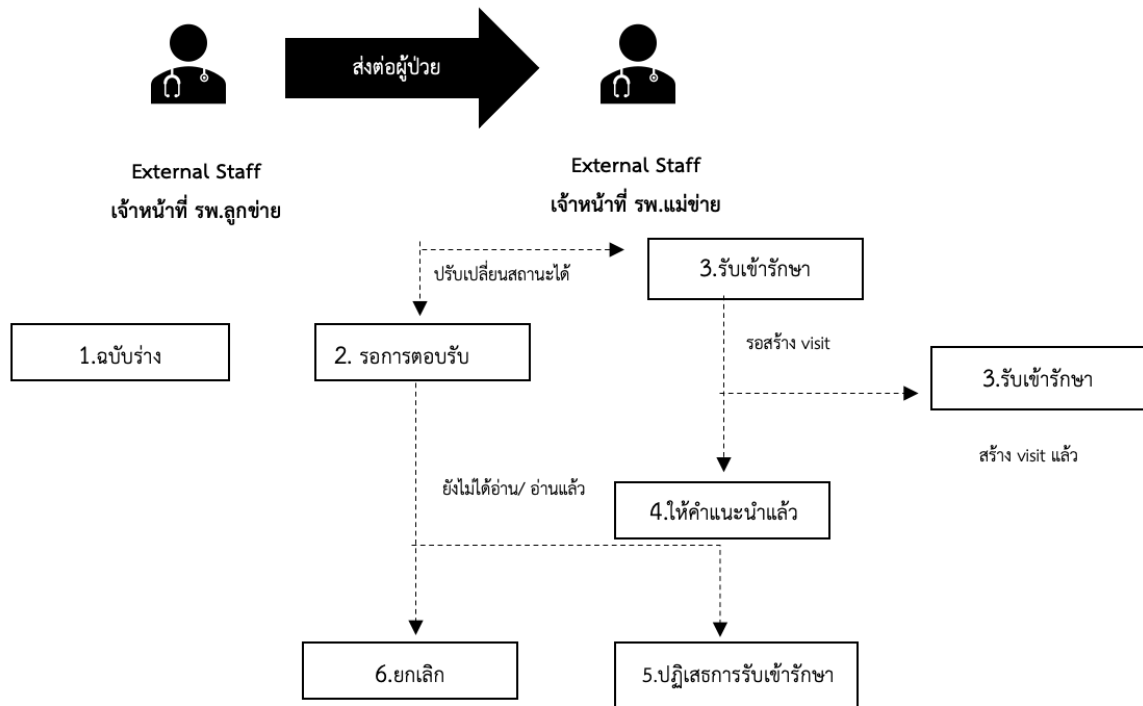 ส่งต่อผู้ป่วย
External Staff
เจ้าหน้าที่ รพ.ลูกข่าย
External Staff
เจ้าหน้าที่ รพ.แม่ข่าย
ปรับเปลี่ยนสถานะได้
3.รับเข้ารักษา
1.ฉบับร่าง
2. รอการตอบรับ
รอสร้าง visit
3.รับเข้ารักษา
สร้าง visit แล้ว
ยังไม่ได้อ่าน/ อ่านแล้ว
4.ให้คำแนะนำแล้ว
6.ยกเลิก
5.ปฏิเสธการรับเข้ารักษา